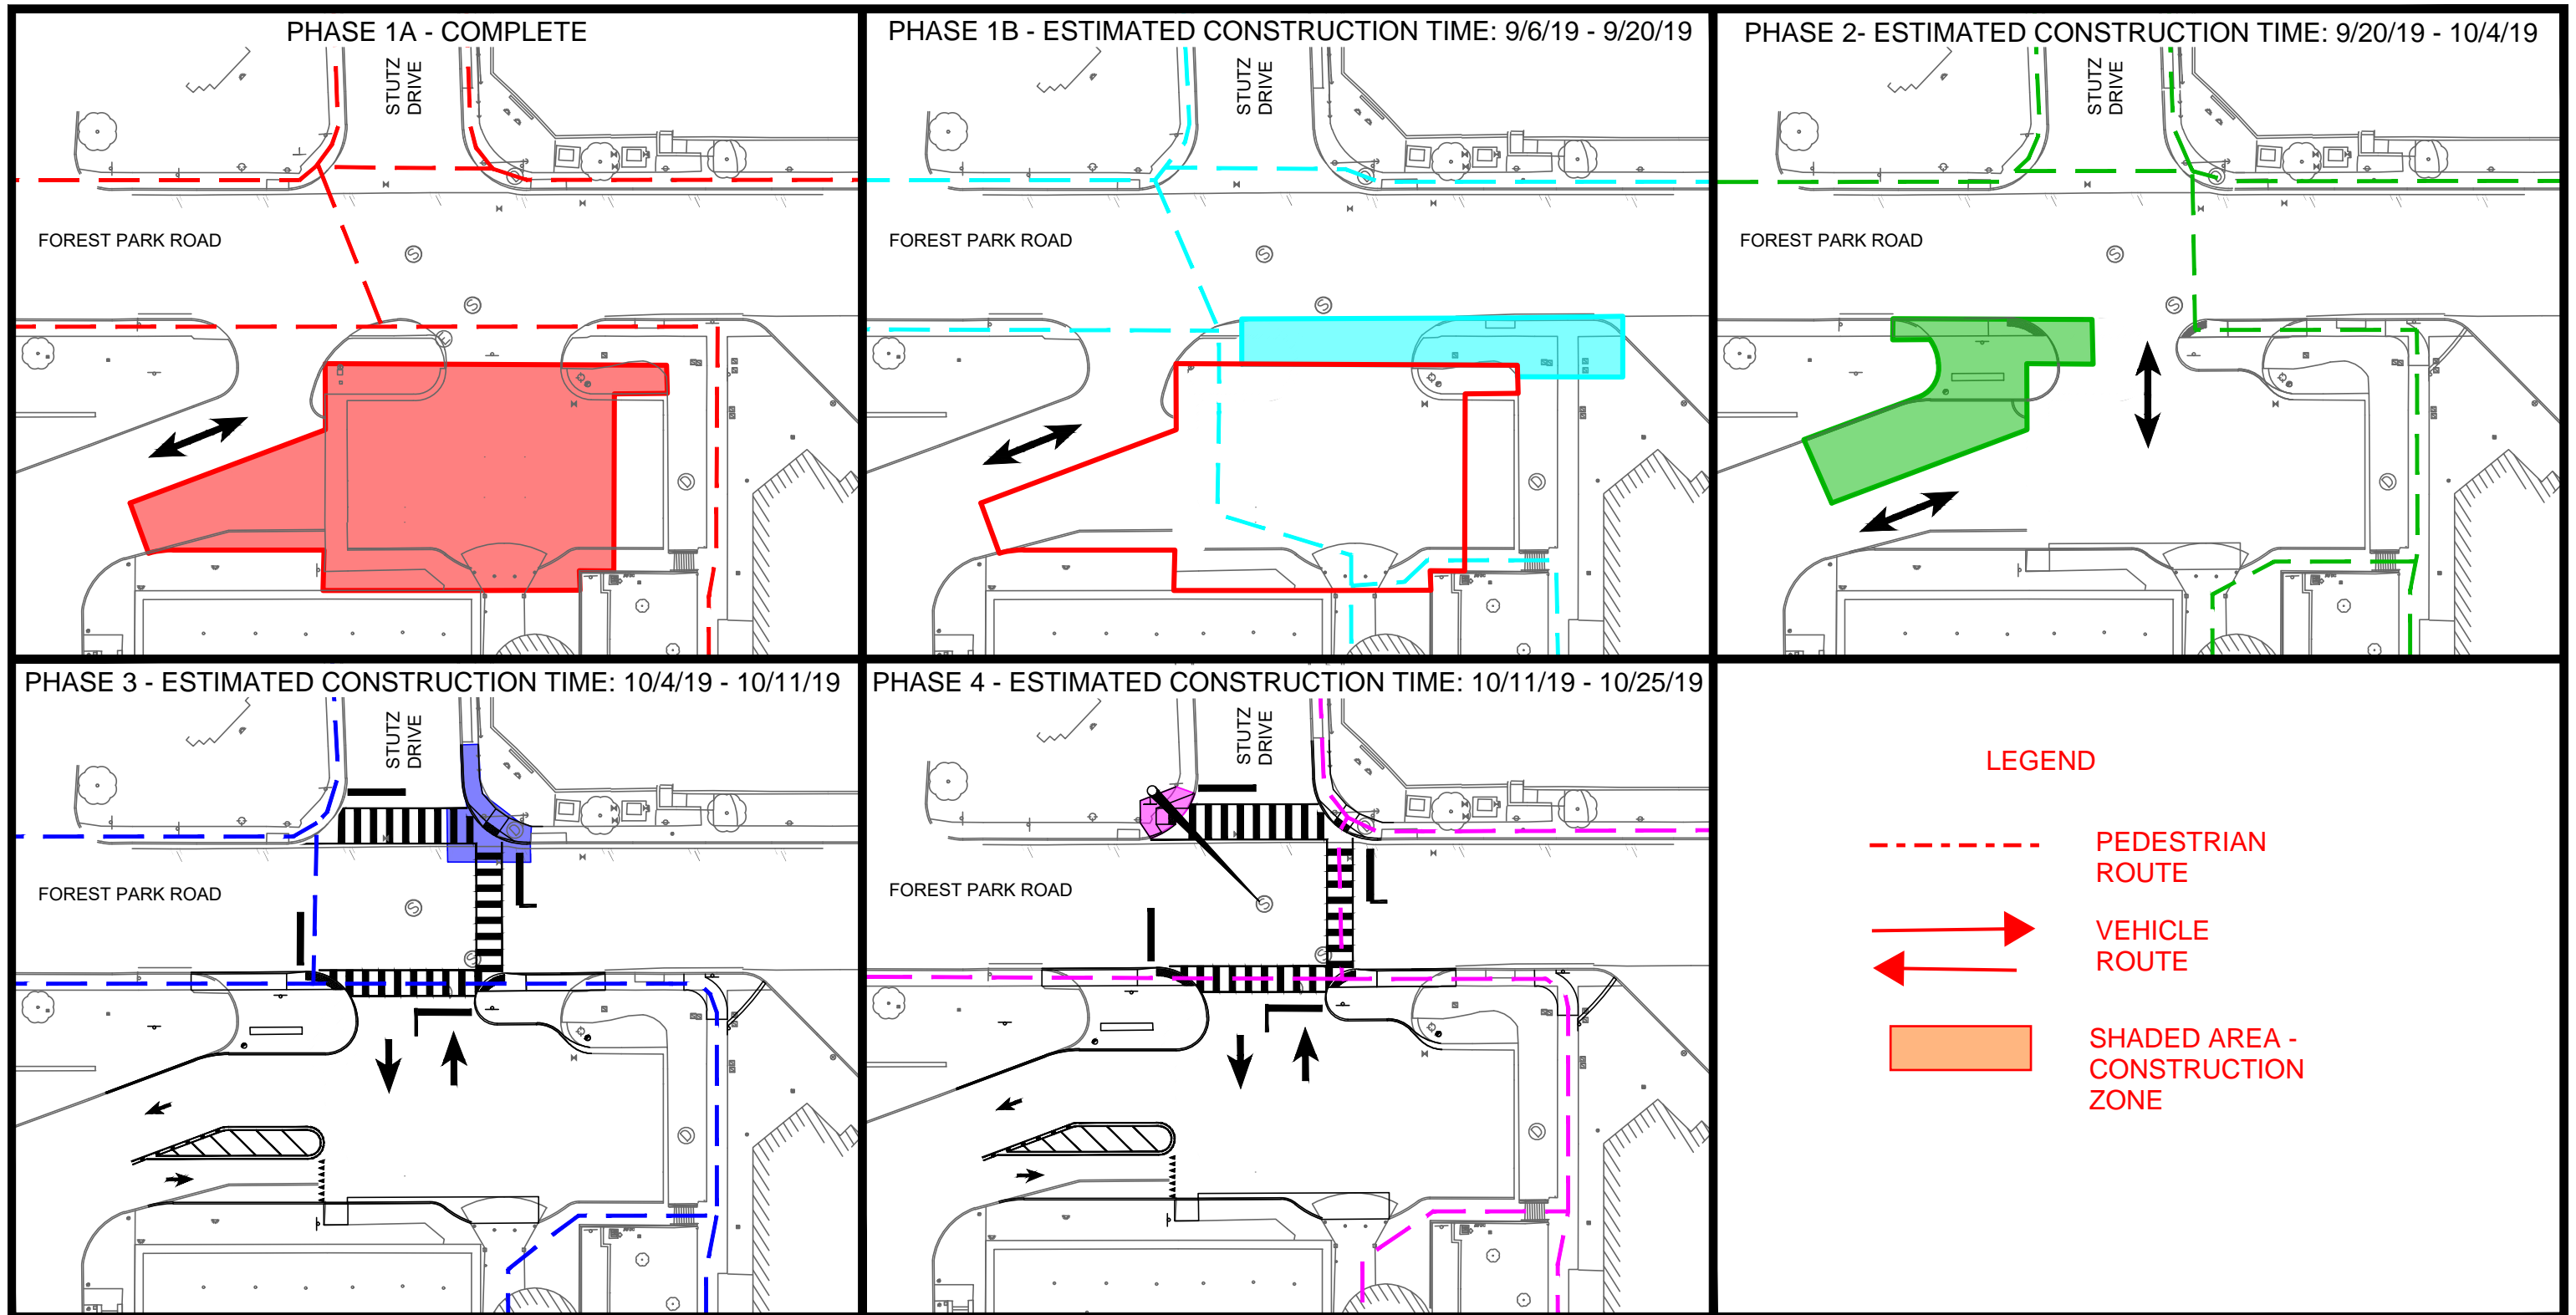 PHASE 1A - COMPLETE
STUTZ
DRIVE
FOREST PARK ROAD
S
S
E
D
D
PHASE 1B - ESTIMATED CONSTRUCTION TIME: 9/6/19 - 9/20/19
STUTZ
DRIVE
FOREST PARK ROAD
S
S
D
D
PHASE 2- ESTIMATED CONSTRUCTION TIME: 9/20/19 - 10/4/19
STUTZ
DRIVE
FOREST PARK ROAD
S
S
D
D
PHASE 3 - ESTIMATED CONSTRUCTION TIME: 10/4/19 - 10/11/19
STUTZ
DRIVE
FOREST PARK ROAD
S
S
D
D
PHASE 4 - ESTIMATED CONSTRUCTION TIME: 10/11/19 - 10/25/19
STUTZ
DRIVE
FOREST PARK ROAD
S
S
D
D
LEGEND
PEDESTRIAN
ROUTE
VEHICLE
ROUTE
SHADED AREA -
CONSTRUCTION
ZONE